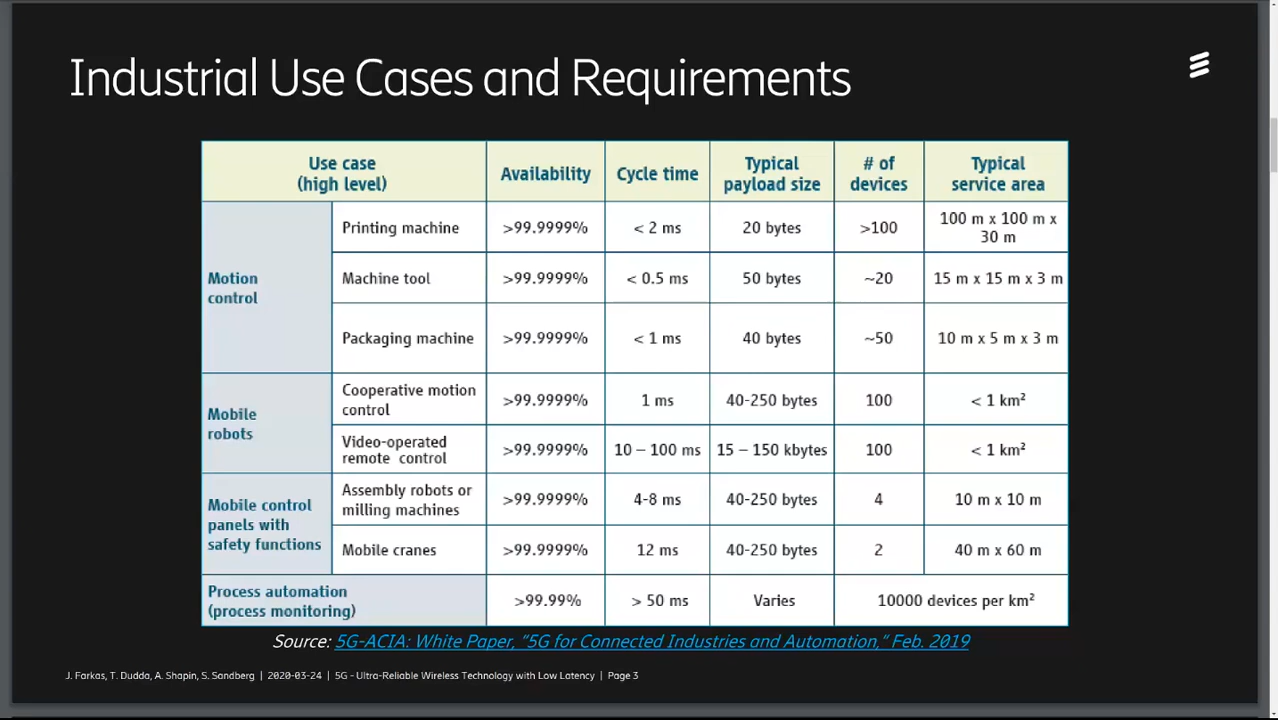 Industrial Use Cases and Requirements
Use case
(high level)
Availability
Cycle time
Typical
payload size
# of
devices
Typical
service area
Motion
control
Printing machine
>99.9999%
< 2 ms
20 bytes
>100
100 m x 100 m x
30 m
Machine tool
>99.9999%
< 0.5 ms
50 bytes
~20
15 m x 15 m x 3 m
Packaging machine
>99.9999%
< 1 ms
40 bytes
~50
10 m x 5 m x 3 m
Mobile
robots
Cooperative motion
control
>99.9999%
1 ms
40-250 bytes
100
< 1 km²
Video-operated
remote control
>99.9999%
10 – 100 ms
15 – 150 kbytes
100
< 1 km²
Mobile control
panels with
safety functions
Assembly robots or
milling machines
>99.9999%
4-8 ms
40-250 bytes
4
10 m x 10 m
Mobile cranes
>99.9999%
12 ms
40-250 bytes
2
40 m x 60 m
Process automation
(process monitoring)
>99.99%
> 50 ms
Varies
10000 devices per km²
Source: 5G-ACIA: White Paper, “5G for Connected Industries and Automation,” Feb. 2019
J. Farkas, T. Dudda, A. Shapin, S. Sandberg | 2020-03-24 | 5G - Ultra-Reliable Wireless Technology with Low Latency | Page 3